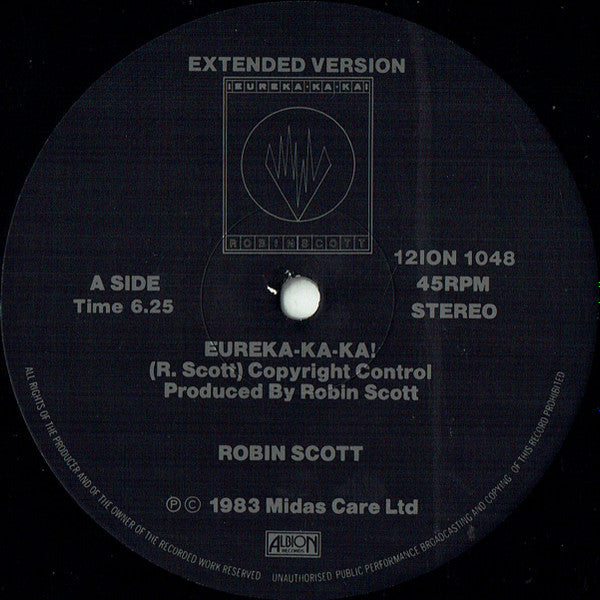 EXTENDED VERSION
¡EUREKA·KA·KA!
ROBIN SCOTT
A SIDE
Time 6.25
12ION 1048
45RPM
STEREO
EUREKA-KA-KA!
(R. Scott) Copyright Control
Produced By Robin Scott
ROBIN SCOTT
Ⓟ © 1983 Midas Care Ltd
ALBION
RECORDS
ALL RIGHTS OF THE PRODUCER AND OF THE OWNER OF THE RECORDED WORK RESERVED UNAUTHORISED PUBLIC PERFORMANCE BROADCASTING AND COPYING OF THIS RECORD PROHIBITED